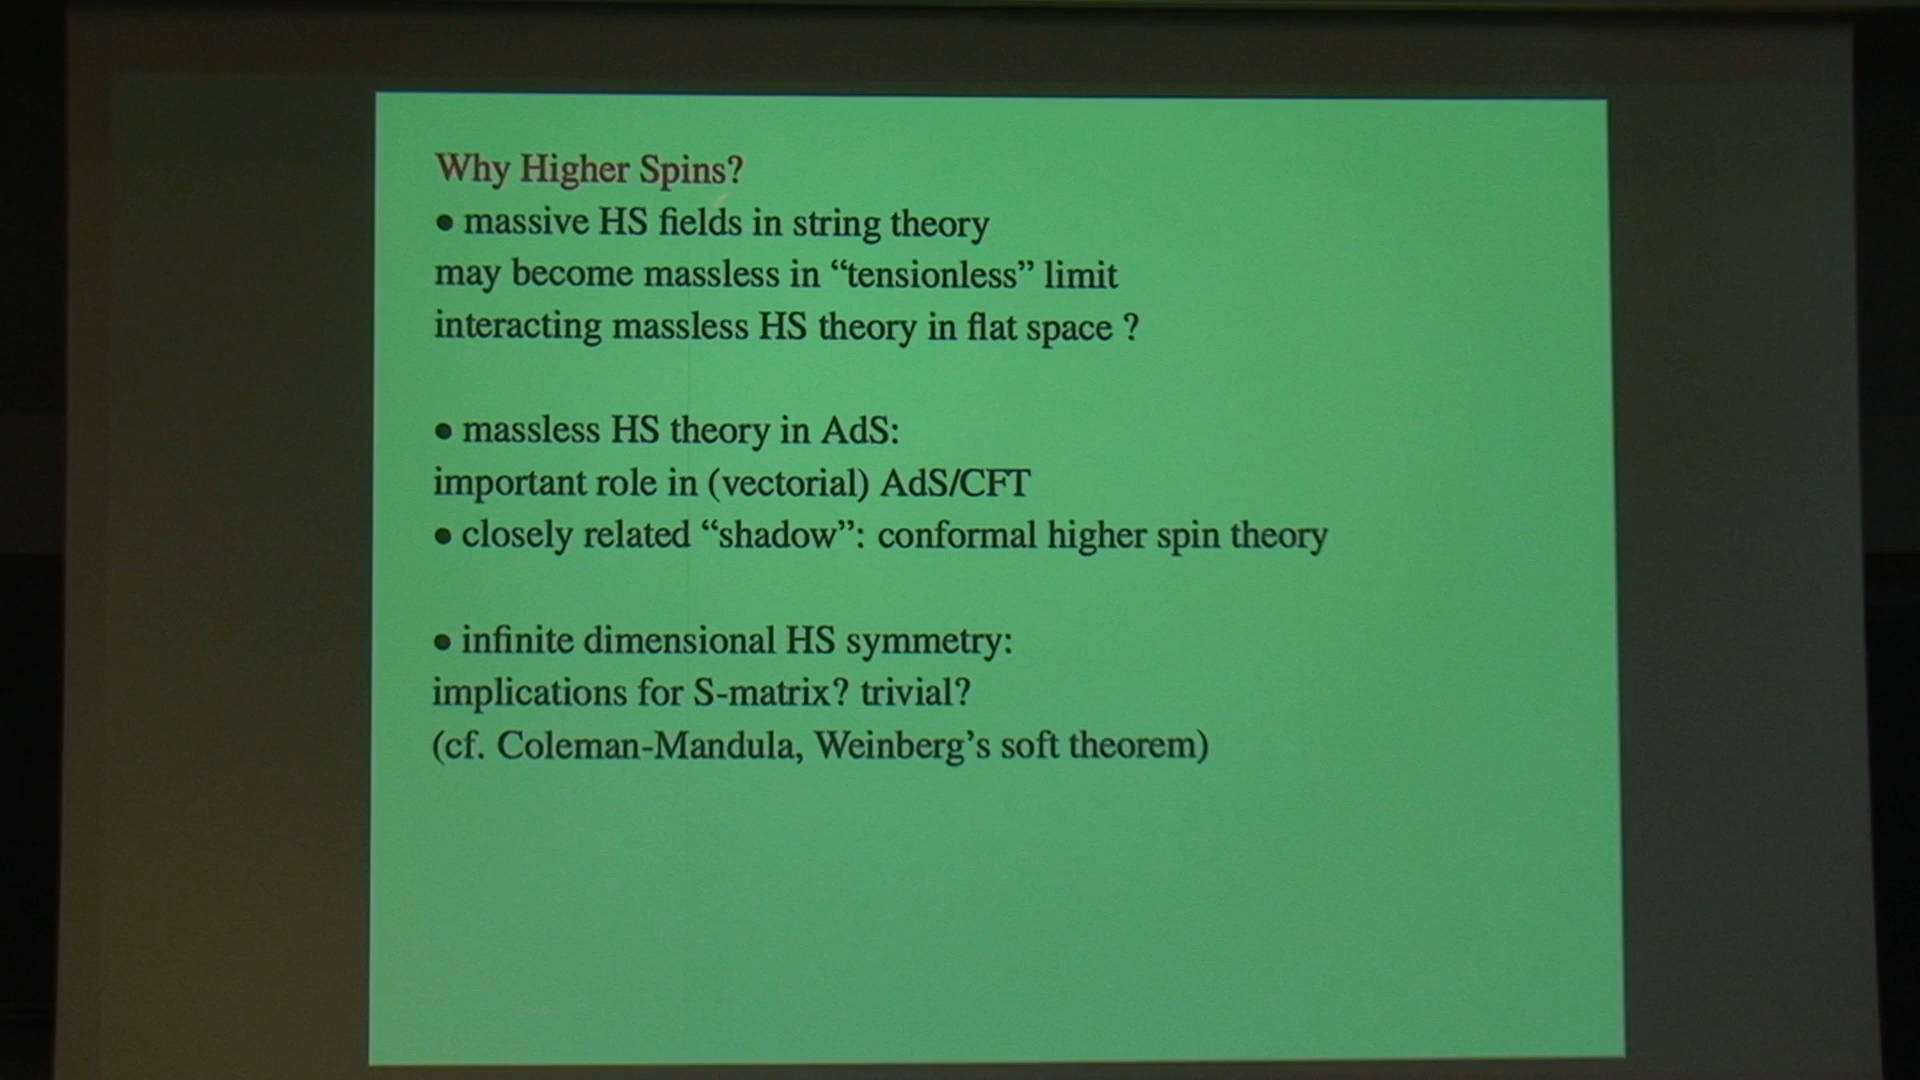 Why Higher Spins?
● massive HS fields in string theory
may become massless in “tensionless” limit
interacting massless HS theory in flat space ?
● massless HS theory in AdS:
important role in (vectorial) AdS/CFT
● closely related “shadow”: conformal higher spin theory
● infinite dimensional HS symmetry:
implications for S-matrix? trivial?
(cf. Coleman-Mandula, Weinberg’s soft theorem)